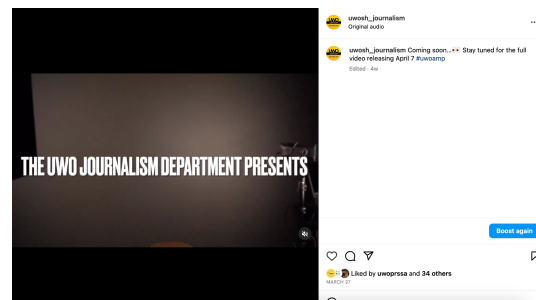 THE UWO JOURNALISM DEPARTMENT PRESENTS
uwosh_journalism
Original audio
uwosh_journalism Coming soon...👀 Stay tuned for the full
video releasing April 7 #uwoamp
Edited · 4w
Boost again
Liked by uwoprssa and 34 others
MARCH 27